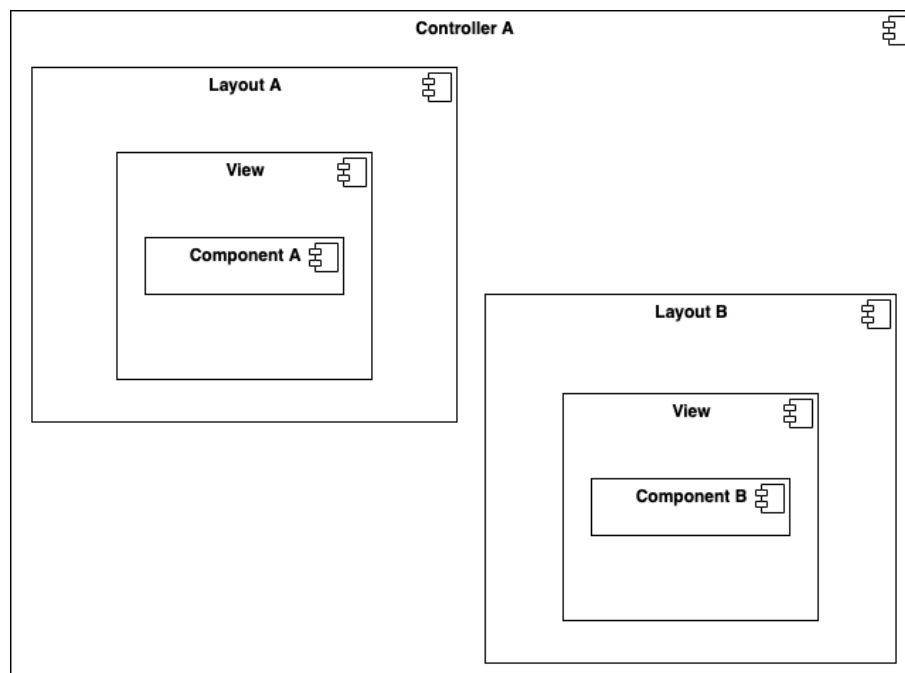 Controller A
Layout A
View
Component A
Layout B
View
Component B